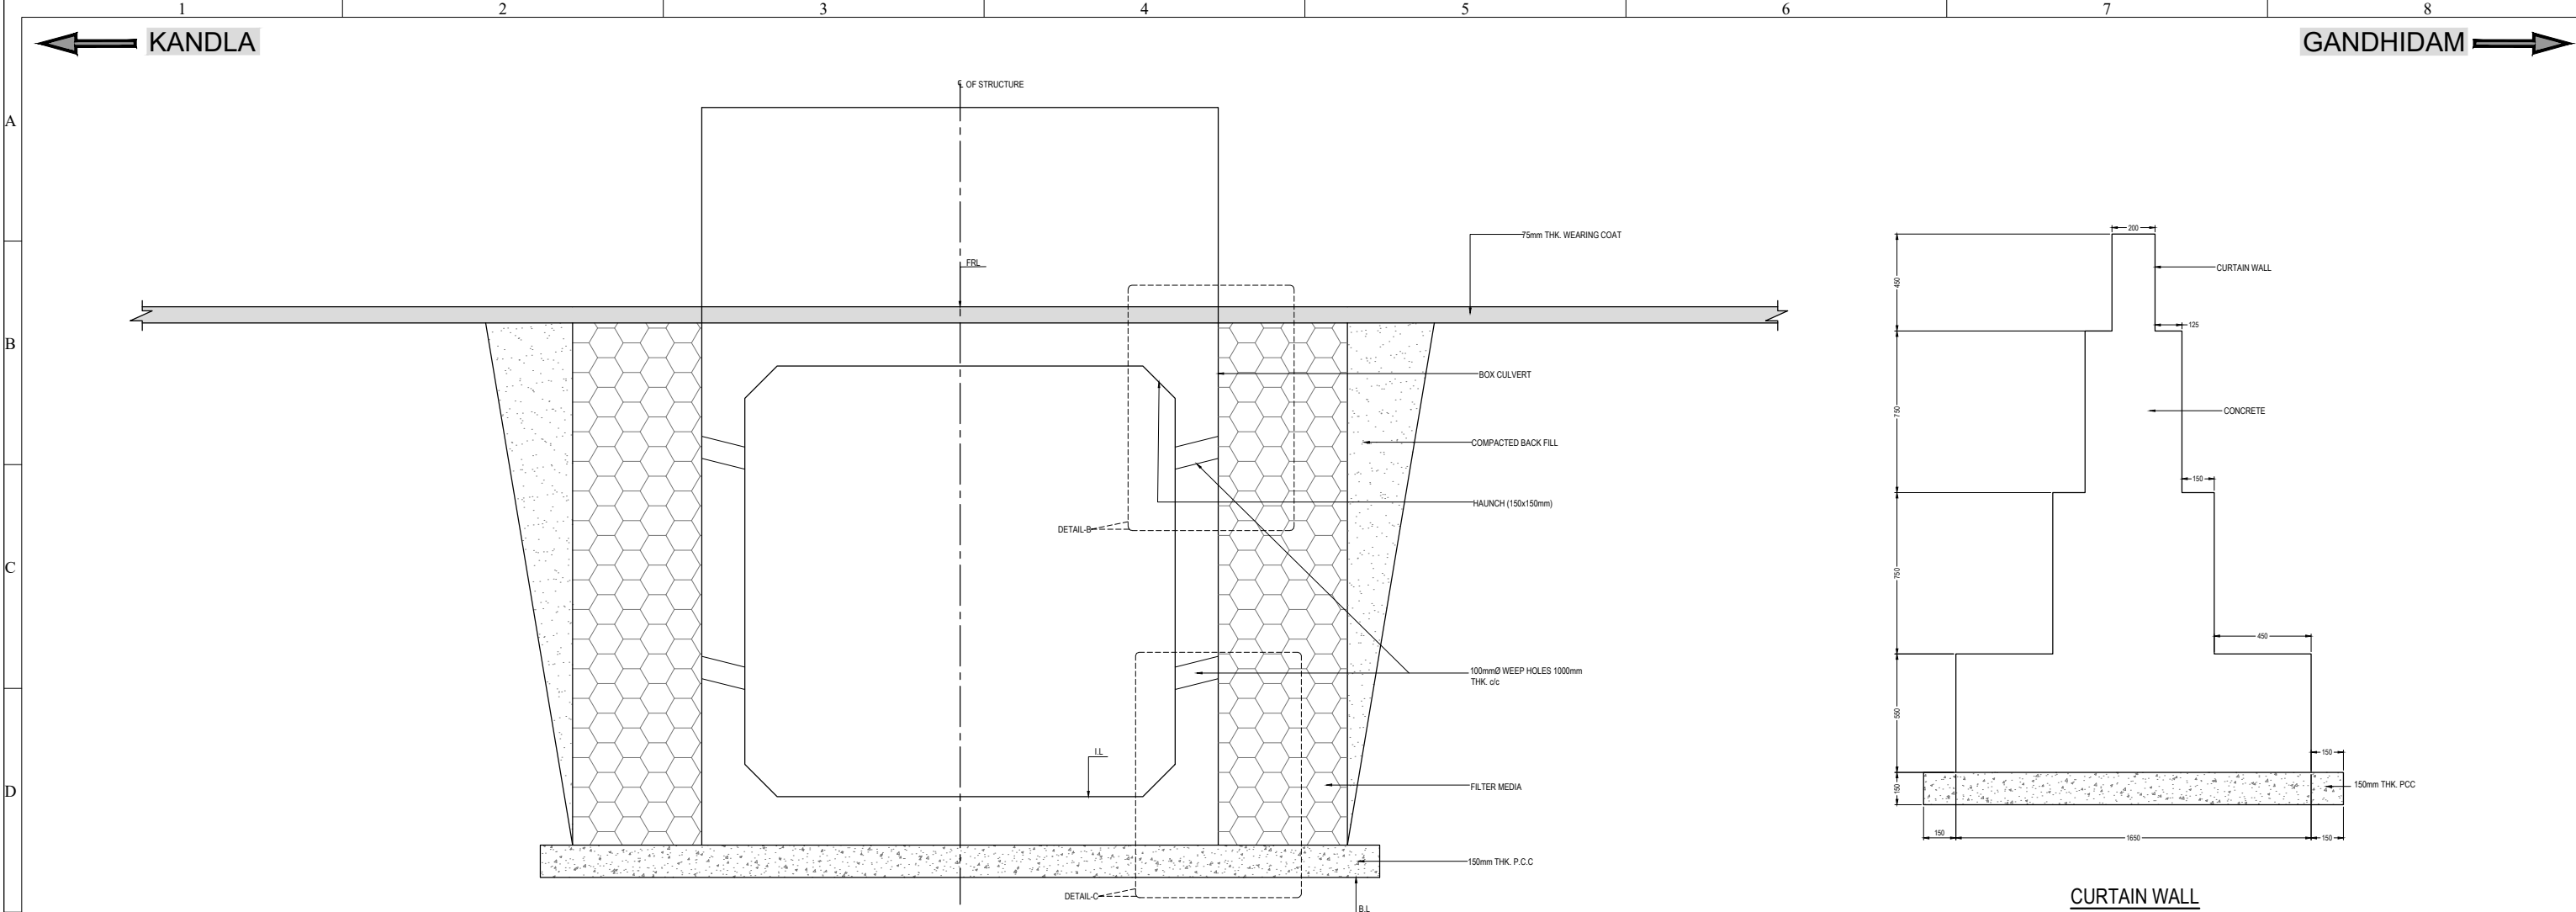 1 2 3 4 5 6 7 8
KANDLA
GANDHIDAM
℄ OF STRUCTURE
A
200
75mm THK. WEARING COAT
FRL
CURTAIN WALL
450
125
B
BOX CULVERT
750
CONCRETE
COMPACTED BACK FILL
150
HAUNCH (150x150mm)
DETAIL-B
C
750
450
100mmØ WEEP HOLES 1000mm
THK. c/c
550
I.L
150
D
FILTER MEDIA
150
150mm THK. PCC
150
1650
150
150mm THK. P.C.C
DETAIL-C
B.L
CURTAIN WALL